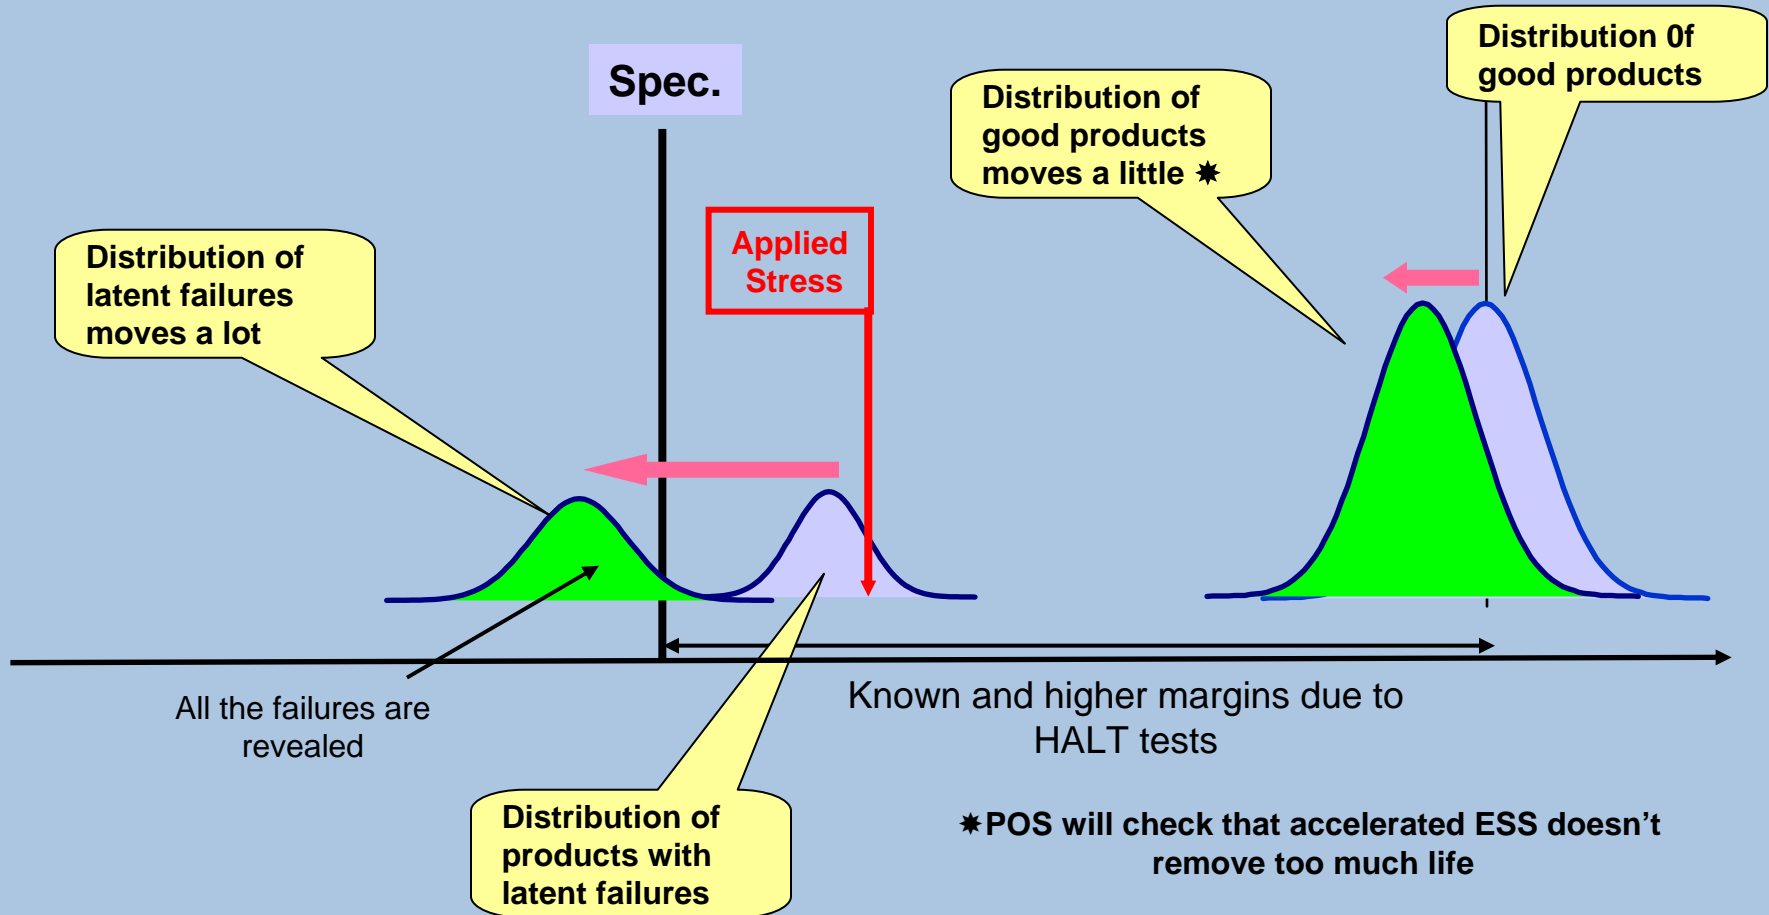 Spec.
Distribution 0f
good products
Distribution of
good products
moves a little ✷
Applied
Stress
Distribution of
latent failures
moves a lot
All the failures are
revealed
Known and higher margins due to
HALT tests
Distribution of
products with
latent failures
✷POS will check that accelerated ESS doesn’t
remove too much life